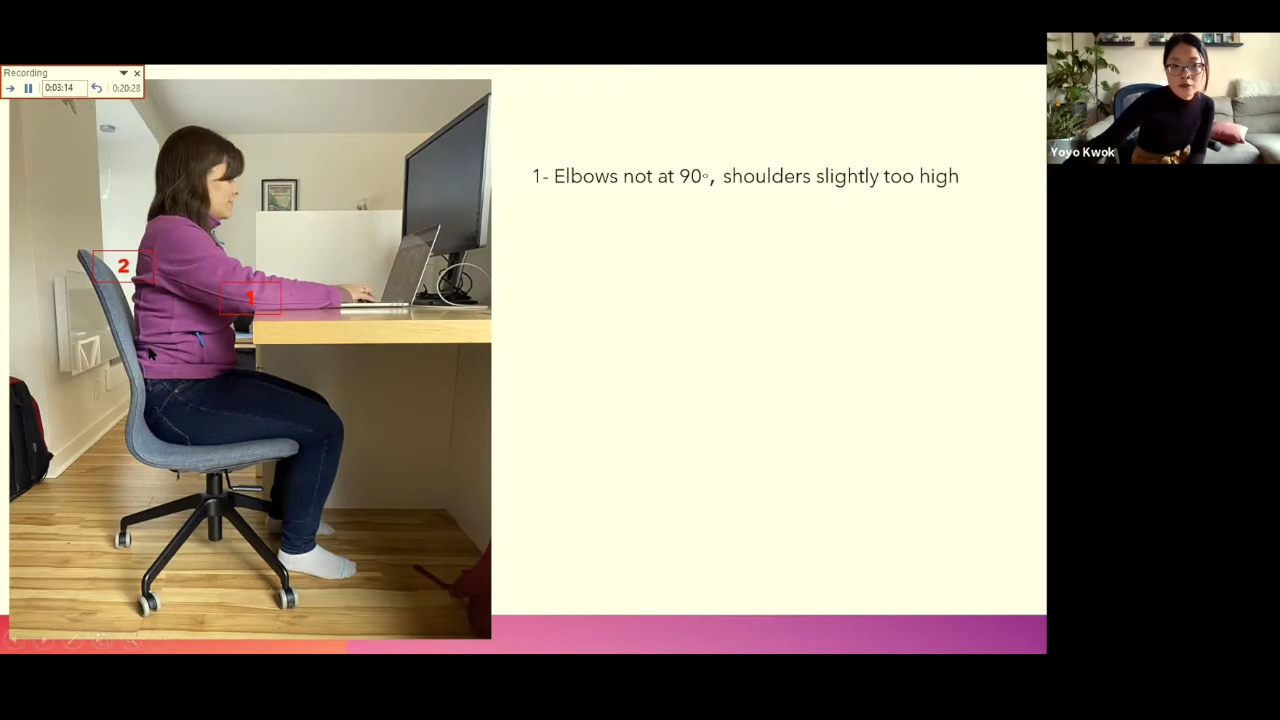 Recording
0:03:14
0:20:28
1- Elbows not at 90°, shoulders slightly too high
Yoyo Kwok
2
1